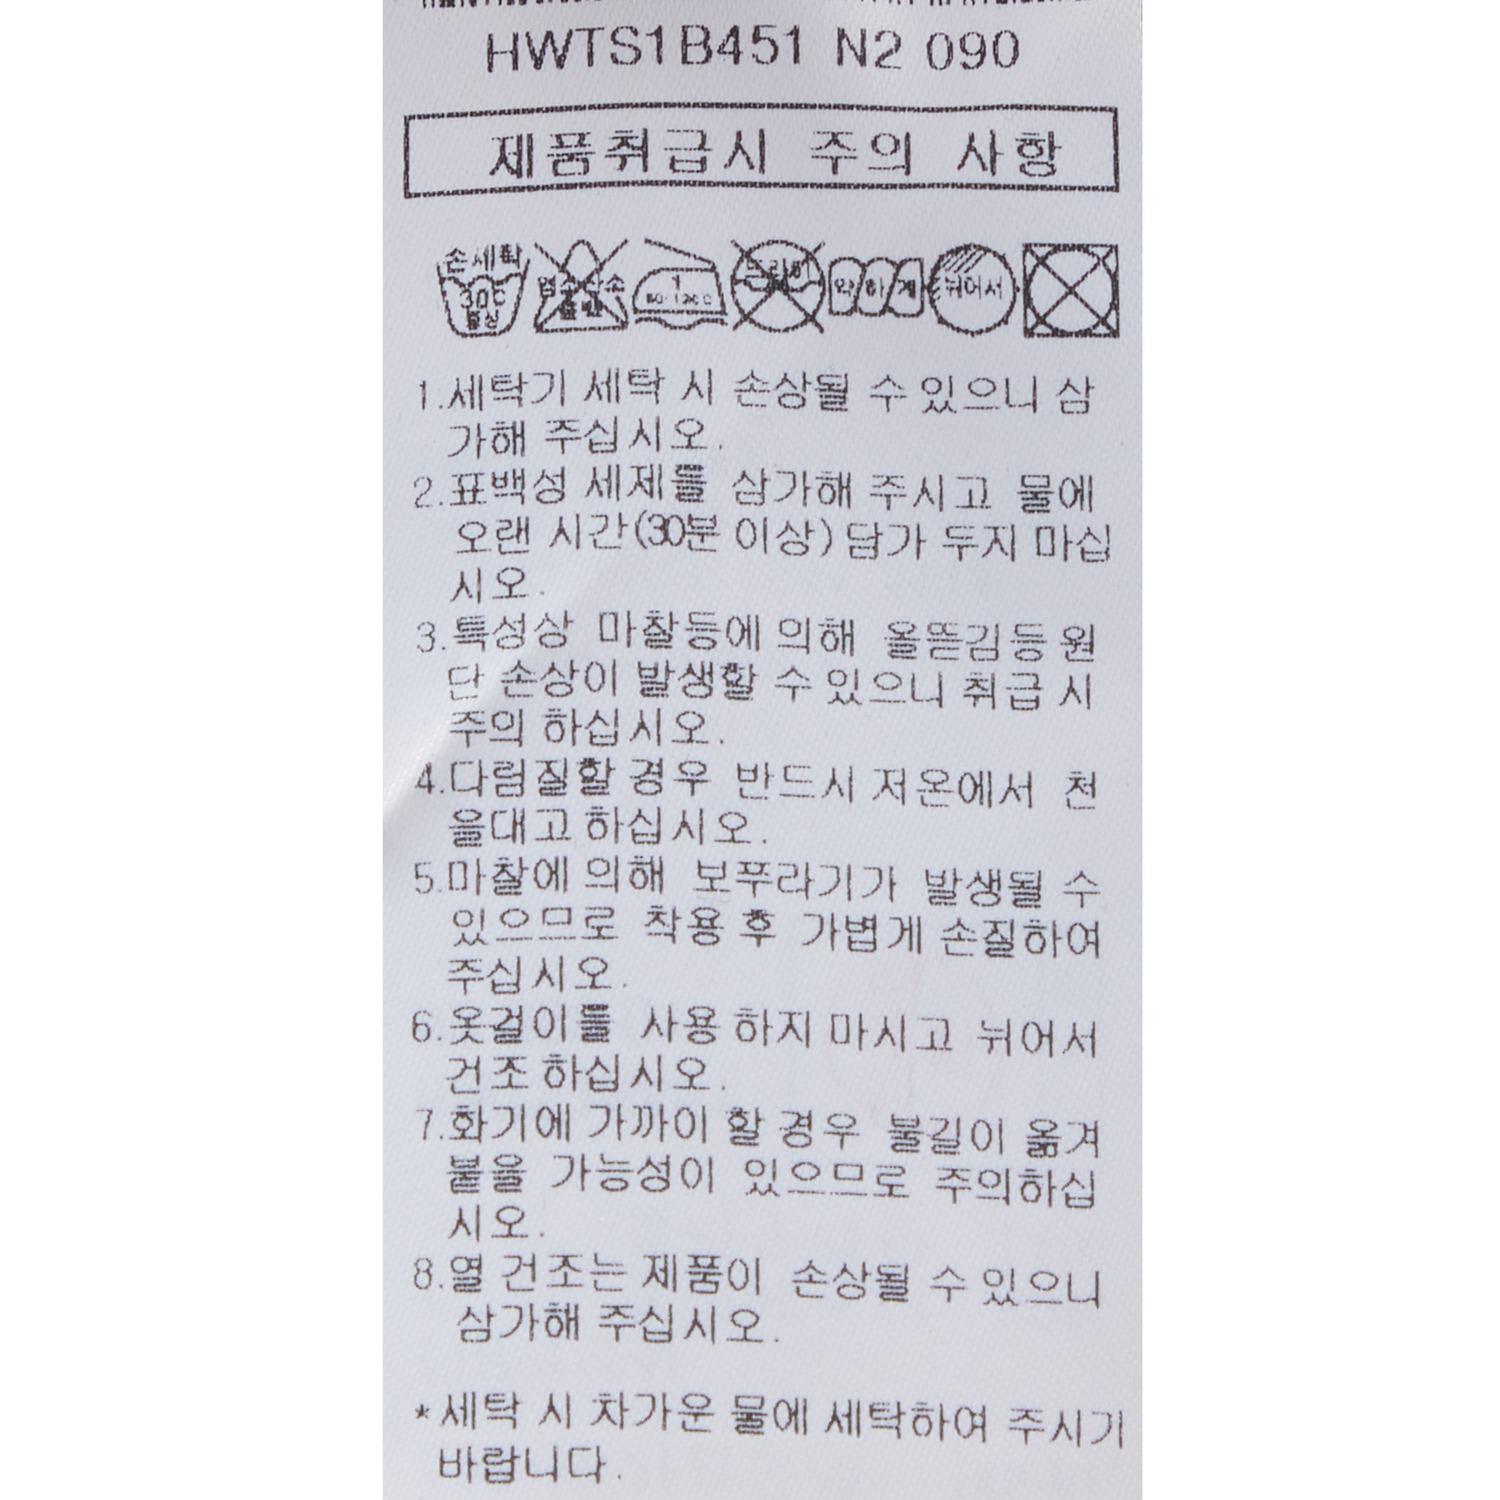 HWTS1B451 N2 090
제품취급시 주의 사항
손세탁 30℃ 물상
염소산소표백
1 80-120℃
드라이
약하게
뉘어서
1.세탁기 세탁 시 손상될 수 있으니 삼
가해 주십시오.
2.표백성 세제를 삼가해 주시고 물에
오랜 시간(30분 이상)담가 두지 마십
시오.
3.특성상 마찰등에 의해 올뜯김등 원
단 손상이 발생할 수 있으니 취급 시
주의 하십시오.
4.다림질할 경우 반드시 저온에서 천
을대고 하십시오.
5.마찰에 의해 보푸라기가 발생될 수
있으므로 착용 후 가볍게 손질하여
주십시오.
6.옷걸이를 사용 하지 마시고 뉘어서
건조 하십시오.
7.화기에 가까이 할 경우 불길이 옮겨
붙을 가능성이 있으므로 주의하십
시오.
8.열 건조는 제품이 손상될 수 있으니
삼가해 주십시오.
*세탁 시 차가운 물에 세탁하여 주시기
바랍니다.